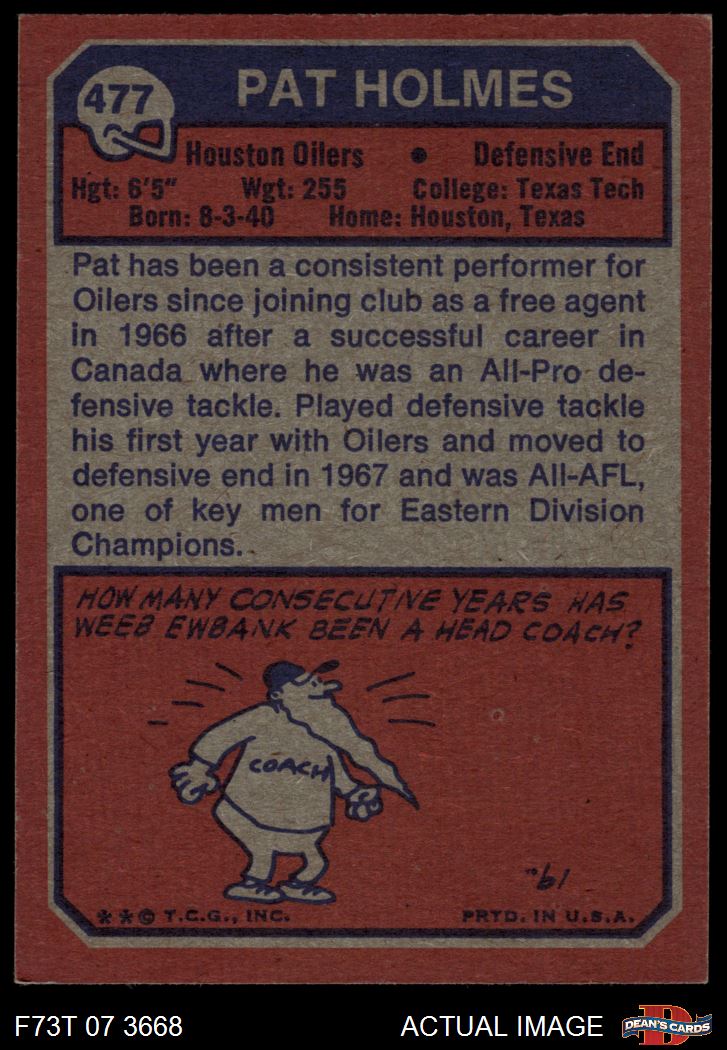 477
PAT HOLMES
Houston Oilers • Defensive End
Hgt: 6'5" Wgt: 255 College: Texas Tech
Born: 8-3-40 Home: Houston, Texas
Pat has been a consistent performer for
Oilers since joining club as a free agent
in 1966 after a successful career in
Canada where he was an All-Pro de-
fensive tackle. Played defensive tackle
his first year with Oilers and moved to
defensive end in 1967 and was All-AFL,
one of key men for Eastern Division
Champions.
HOW MANY CONSECUTIVE YEARS HAS
WEEB EWBANK BEEN A HEAD COACH?
COACH
19.
** © T.C.G., INC. PRTD. IN U.S.A.
F73T 07 3668 ACTUAL IMAGE D DEAN'S CARDS